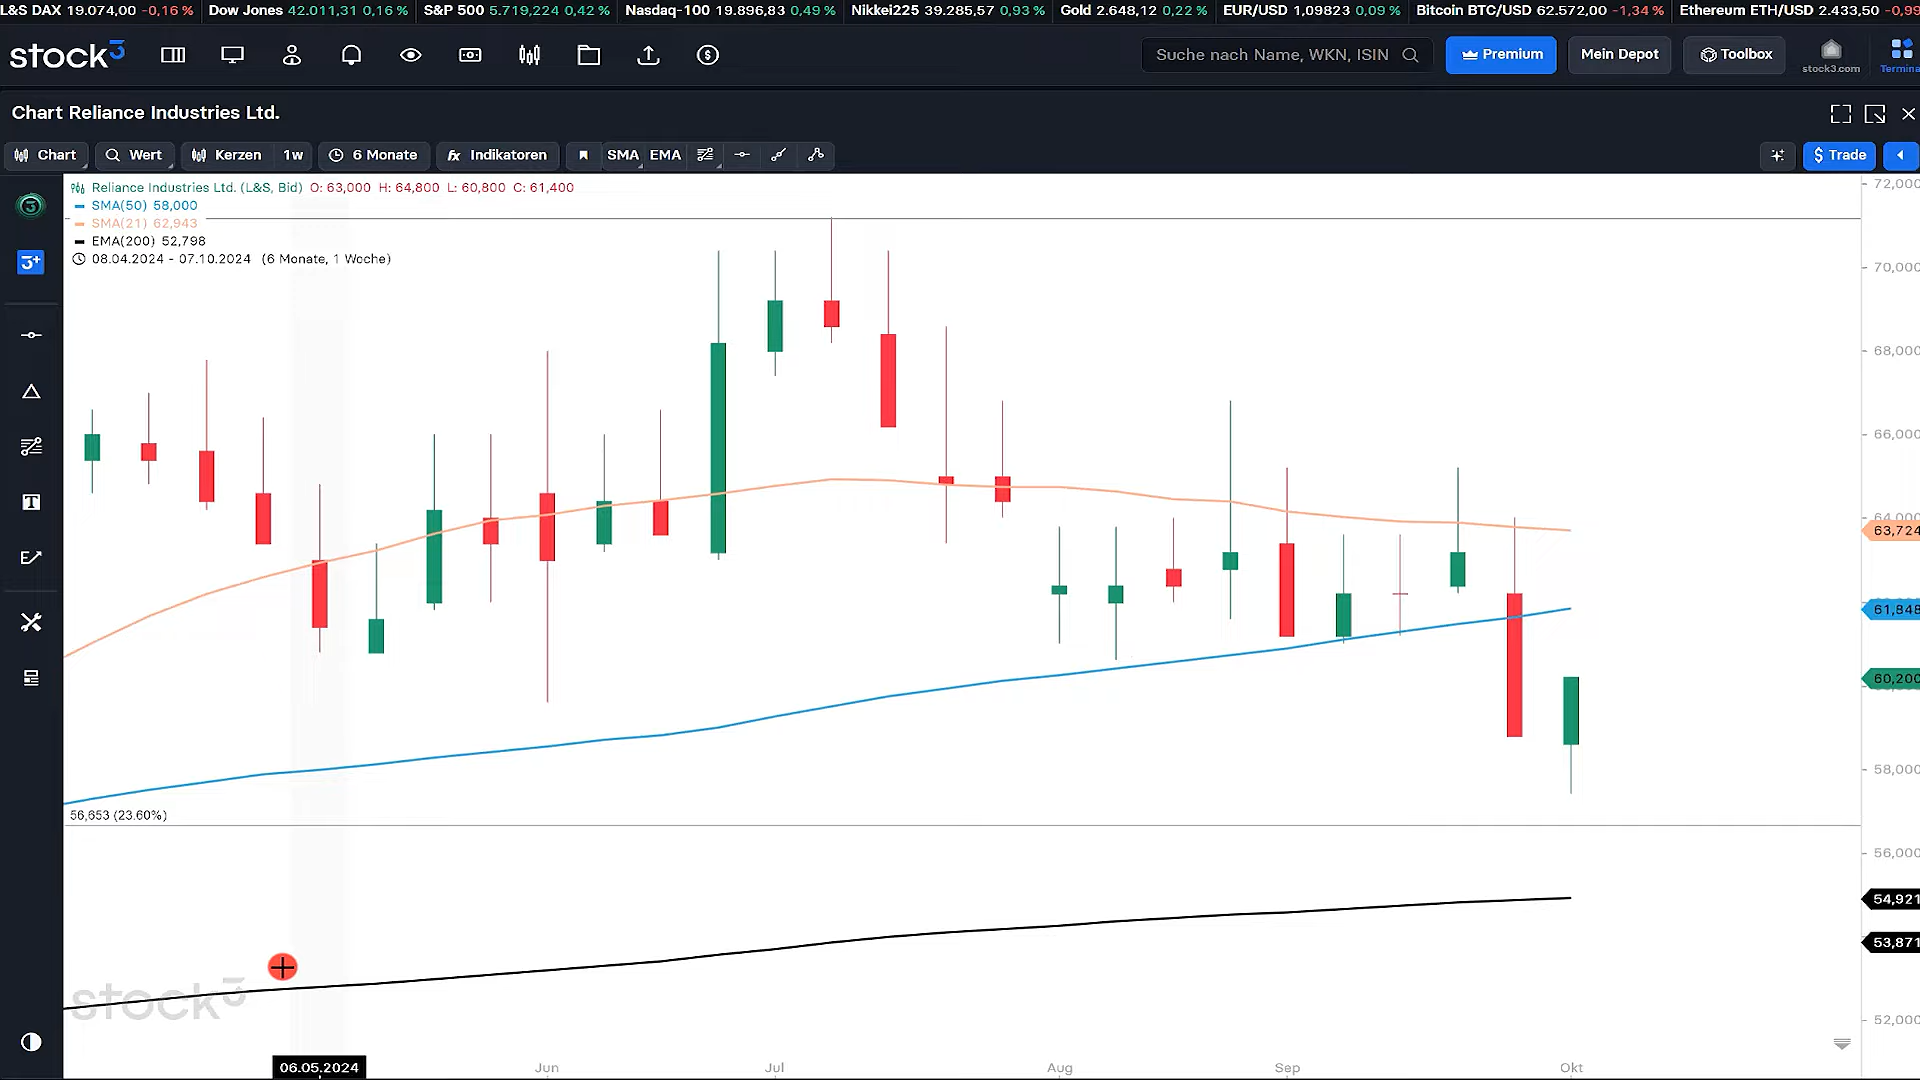 L&S DAX 19.074,00 -0,16 % Dow Jones 42.011,31 0,16 % S&P 500 5.719,224 0,42 % Nasdaq-100 19.896,83 0,49 % Nikkei225 39.285,57 0,93 % Gold 2.648,12 0,22 % EUR/USD 1,09823 0,09 % Bitcoin BTC/USD 62.572,00 -1,34 % Ethereum ETH/USD 2.433,50 -0,99
stock3 Suche nach Name, WKN, ISIN Premium Mein Depot Toolbox stock3.com Termina
Chart Reliance Industries Ltd.
Chart Wert Kerzen 1w 6 Monate fx Indikatoren SMA EMA $ Trade
Reliance Industries Ltd. (L&S, Bid) O: 63,000 H: 64,800 L: 60,800 C: 61,400
SMA(50) 58,000
SMA(21) 62,943
EMA(200) 52,798
08.04.2024 - 07.10.2024 (6 Monate, 1 Woche)
72,000
70,000
68,000
66,000
64,000
63,724
61,848
60,200
58,000
56,653 (23.60%)
56,000
54,921
53,871
stock3
52,000
06.05.2024 Jun Jul Aug Sep Okt